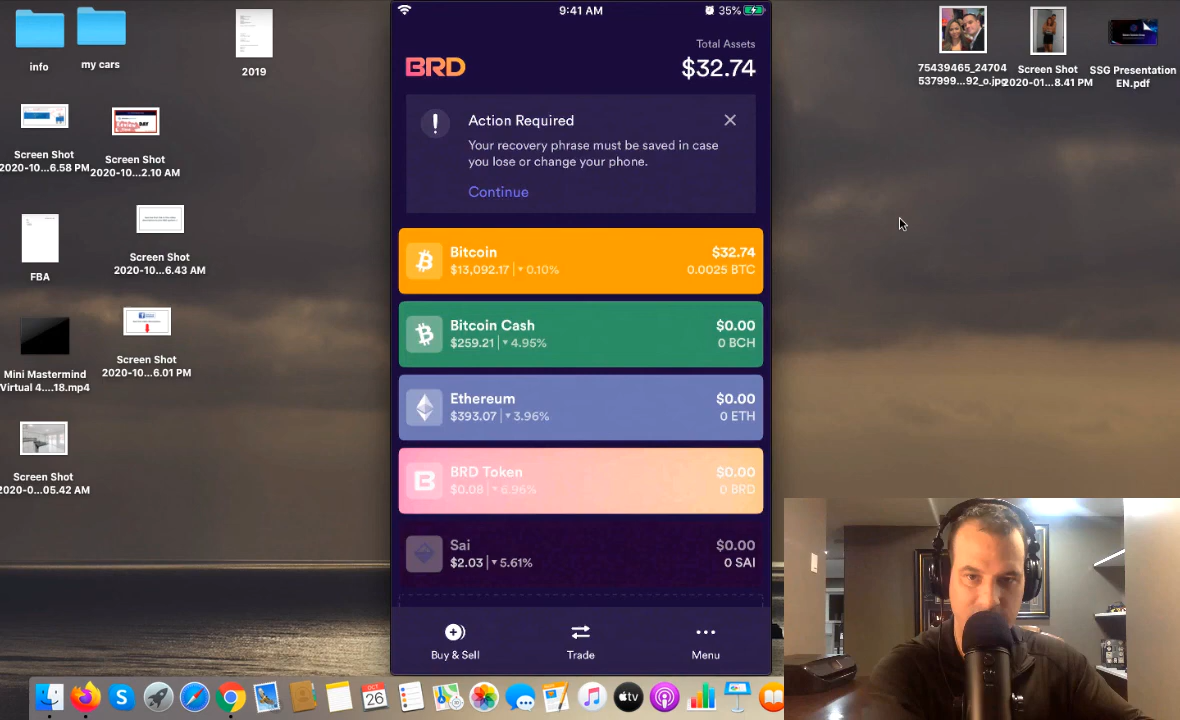 9:41 AM
35%
Total Assets
BRD
$32.74
Action Required
Your recovery phrase must be saved in case
you lose or change your phone.
Continue
Bitcoin
$32.74
$13,092.17 | ▾ 0.10%
0.0025 BTC
Bitcoin Cash
$0.00
$259.21 | ▾ 4.95%
0 BCH
Ethereum
$0.00
$393.07 | ▾ 3.96%
0 ETH
BRD Token
$0.00
$0.08 | ▾ 6.96%
0 BRD
Sai
$0.00
$2.03 | ▾ 5.61%
0 SAI
Buy & Sell
Trade
Menu
info
my cars
2019
Screen Shot
2020-10...6.58 PM
Screen Shot
2020-10...2.10 AM
FBA
Screen Shot
2020-10...6.43 AM
Mini Mastermind
Virtual 4....18.mp4
Screen Shot
2020-10...6.01 PM
Screen Shot
2020-0...05.42 AM
75439465_24704
537999...92_o.jpg
Screen Shot
2020-01...8.41 PM
SSG Presentation
EN.pdf
OCT
26
tv